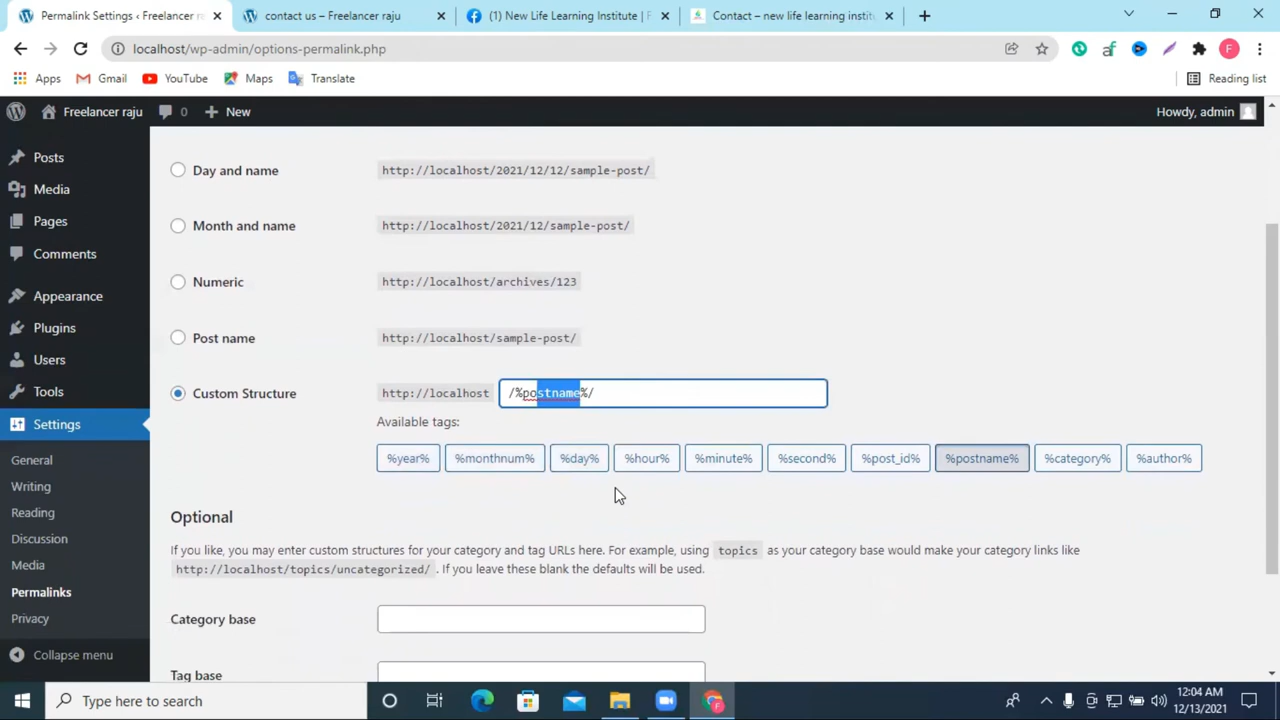 Permalink Settings ‹ Freelancer r
contact us – Freelancer raju
(1) New Life Learning Institute | F
Contact – new life learning instit
localhost/wp-admin/options-permalink.php
F
Apps
Gmail
YouTube
Maps
Translate
Reading list
Freelancer raju
0
New
Howdy, admin
Posts
Media
Pages
Comments
Appearance
Plugins
Users
Tools
Settings
General
Writing
Reading
Discussion
Media
Permalinks
Privacy
Collapse menu
Day and name http://localhost/2021/12/12/sample-post/
Month and name http://localhost/2021/12/sample-post/
Numeric http://localhost/archives/123
Post name http://localhost/sample-post/
Custom Structure http://localhost /%postname%/
Available tags:
%year% %monthnum% %day% %hour% %minute% %second% %post_id% %postname% %category% %author%
Optional
If you like, you may enter custom structures for your category and tag URLs here. For example, using topics as your category base would make your category links like
http://localhost/topics/uncategorized/ . If you leave these blank the defaults will be used.
Category base
Tag base
Type here to search
12:04 AM
12/13/2021